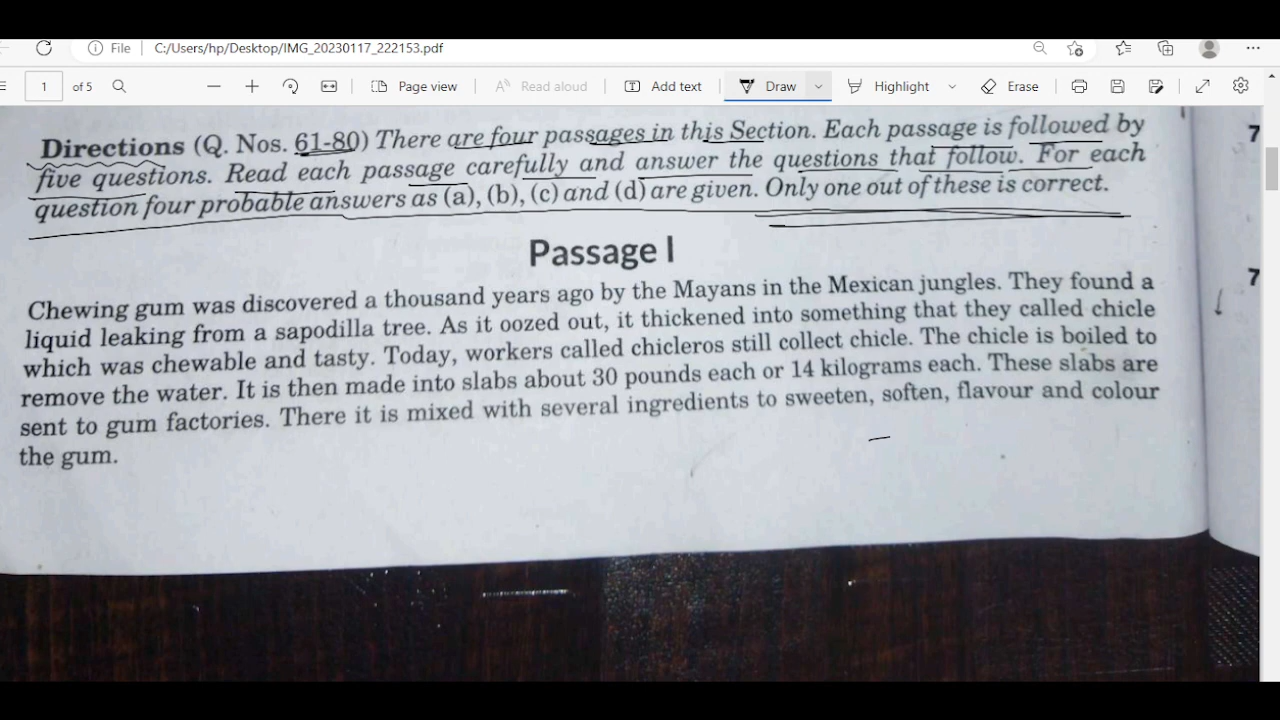 File C:/Users/hp/Desktop/IMG_20230117_222153.pdf
1 of 5 Page view Read aloud Add text Draw Highlight Erase
Directions (Q. Nos. 61-80) There are four passages in this Section. Each passage is followed by
five questions. Read each passage carefully and answer the questions that follow. For each
question four probable answers as (a), (b), (c) and (d) are given. Only one out of these is correct.
Passage I
Chewing gum was discovered a thousand years ago by the Mayans in the Mexican jungles. They found a
liquid leaking from a sapodilla tree. As it oozed out, it thickened into something that they called chicle
which was chewable and tasty. Today, workers called chicleros still collect chicle. The chicle is boiled to
remove the water. It is then made into slabs about 30 pounds each or 14 kilograms each. These slabs are
sent to gum factories. There it is mixed with several ingredients to sweeten, soften, flavour and colour
the gum.
7
7